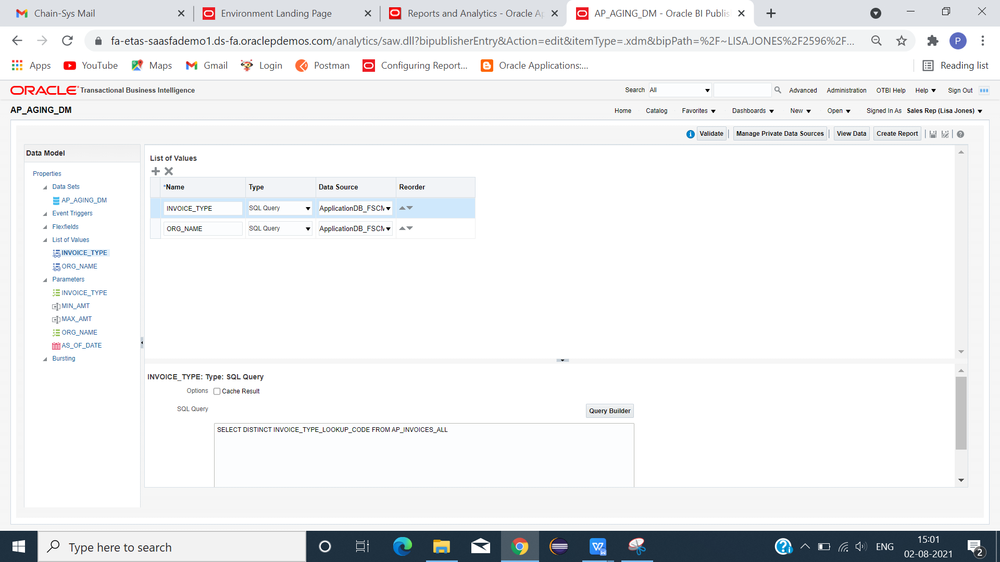 Chain-Sys Mail
Environment Landing Page
Reports and Analytics - Oracle Ap
AP_AGING_DM - Oracle BI Publis
fa-etas-saasfademo1.ds-fa.oraclepdemos.com/analytics/saw.dll?bipublisherEntry&Action=edit&itemType=.xdm&bipPath=%2F~LISA.JONES%2F2596%2F...
P
Apps
YouTube
Maps
Gmail
Login
Postman
Configuring Report...
Oracle Applications:...
Reading list
ORACLE Transactional Business Intelligence
Search All
Advanced
Administration
OTBI Help
Help
Sign Out
AP_AGING_DM
Home
Catalog
Favorites
Dashboards
New
Open
Signed In As Sales Rep (Lisa Jones)
Validate
Manage Private Data Sources
View Data
Create Report
Data Model
Properties
Data Sets
AP_AGING_DM
Event Triggers
Flexfields
List of Values
INVOICE_TYPE
ORG_NAME
Parameters
INVOICE_TYPE
MIN_AMT
MAX_AMT
ORG_NAME
AS_OF_DATE
Bursting
List of Values
*Name Type Data Source Reorder
INVOICE_TYPE SQL Query ApplicationDB_FSCM
ORG_NAME SQL Query ApplicationDB_FSCM
INVOICE_TYPE: Type: SQL Query
Options Cache Result
SQL Query
Query Builder
SELECT DISTINCT INVOICE_TYPE_LOOKUP_CODE FROM AP_INVOICES_ALL
Type here to search
ENG
15:01
02-08-2021
2